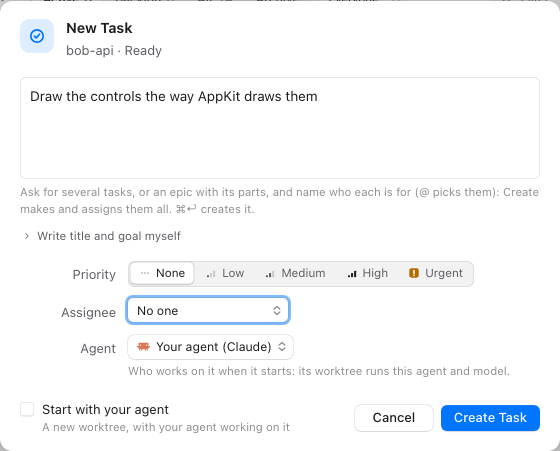 New Task
bob-api · Ready
Draw the controls the way AppKit draws them
Ask for several tasks, or an epic with its parts, and name who each is for (@ picks them): Create
makes and assigns them all. ⌘↩ creates it.
Write title and goal myself
Priority
None
Low
Medium
High
Urgent
Assignee
No one
Agent
Your agent (Claude)
Who works on it when it starts: its worktree runs this agent and model.
Start with your agent
A new worktree, with your agent working on it
Cancel
Create Task